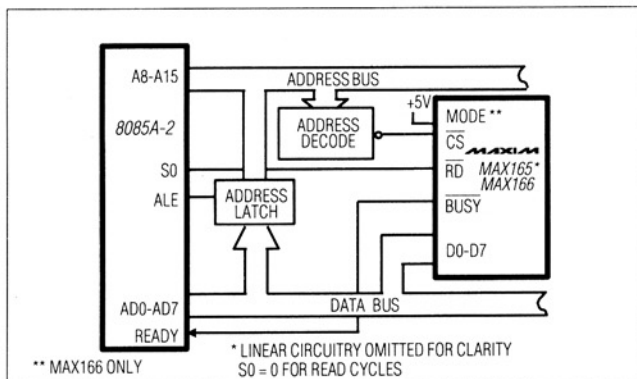 A8-A15
ADDRESS BUS
+5V
8085A-2
ADDRESS
DECODE
MODE **
CS
MAXIM
RD
MAX165*
MAX166
S0
ALE
ADDRESS
LATCH
BUSY
D0-D7
AD0-AD7
DATA BUS
READY
* LINEAR CIRCUITRY OMITTED FOR CLARITY
** MAX166 ONLY
S0 = 0 FOR READ CYCLES